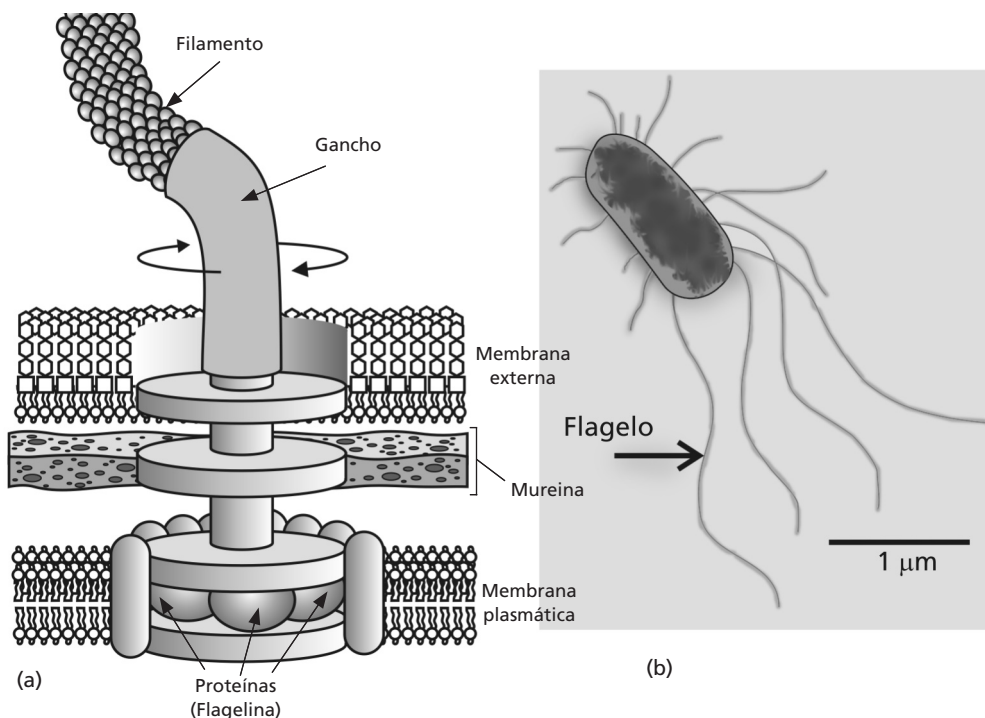 Filamento
Gancho
Membrana
externa
Mureina
Membrana
plasmática
Proteínas
(Flagelina)
(a)
Flagelo
1 μm
(b)